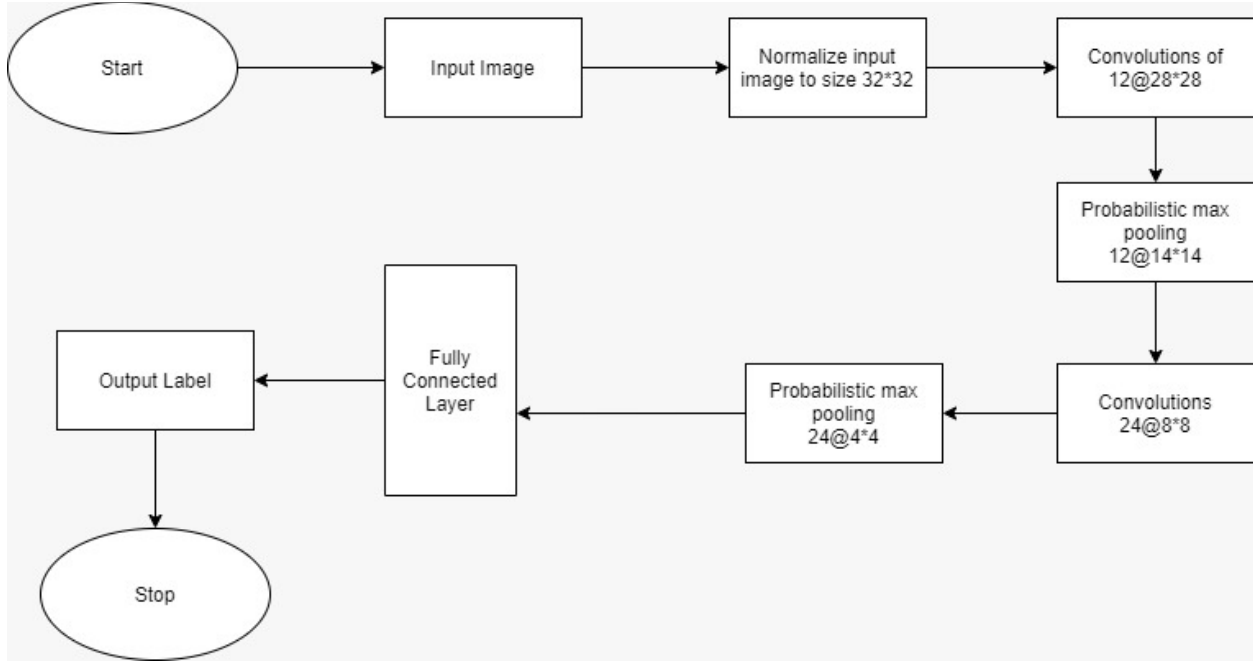 Start
Input Image
Normalize input
image to size 32*32
Convolutions of
12@28*28
Probabilistic max
pooling
12@14*14
Convolutions
24@8*8
Probabilistic max
pooling
24@4*4
Fully
Connected
Layer
Output Label
Stop